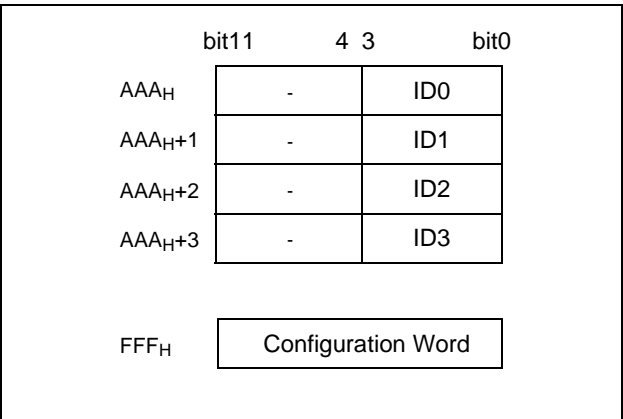 bit11 4 3 bit0
AAAH - ID0
AAAH+1 - ID1
AAAH+2 - ID2
AAAH+3 - ID3
FFFH Configuration Word